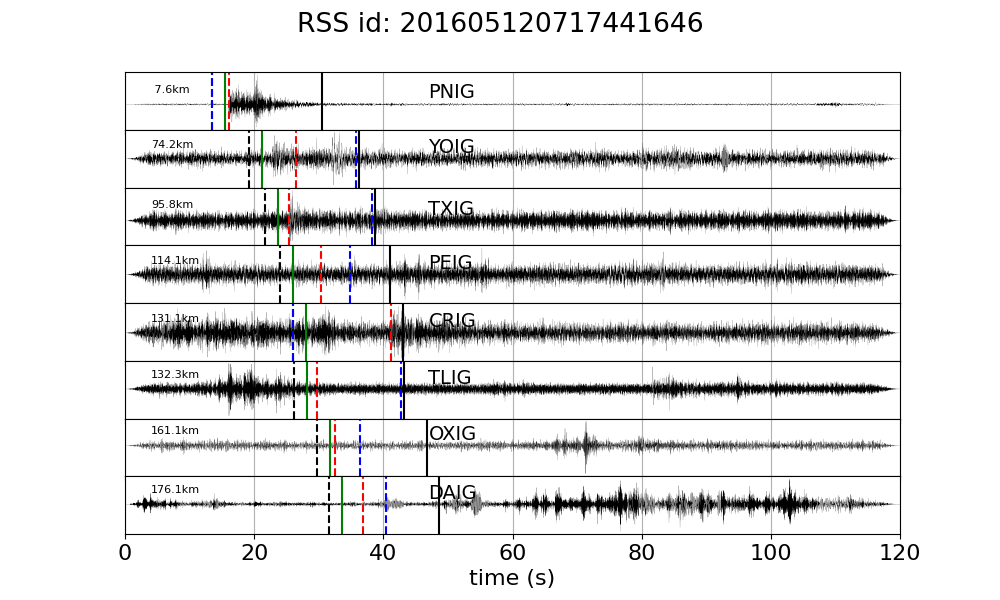 RSS id: 201605120717441646
7.6km PNIG
74.2km YOIG
95.8km TXIG
114.1km PEIG
131.1km CRIG
132.3km TLIG
161.1km OXIG
176.1km DAIG
0 20 40 60 80 100 120
time (s)